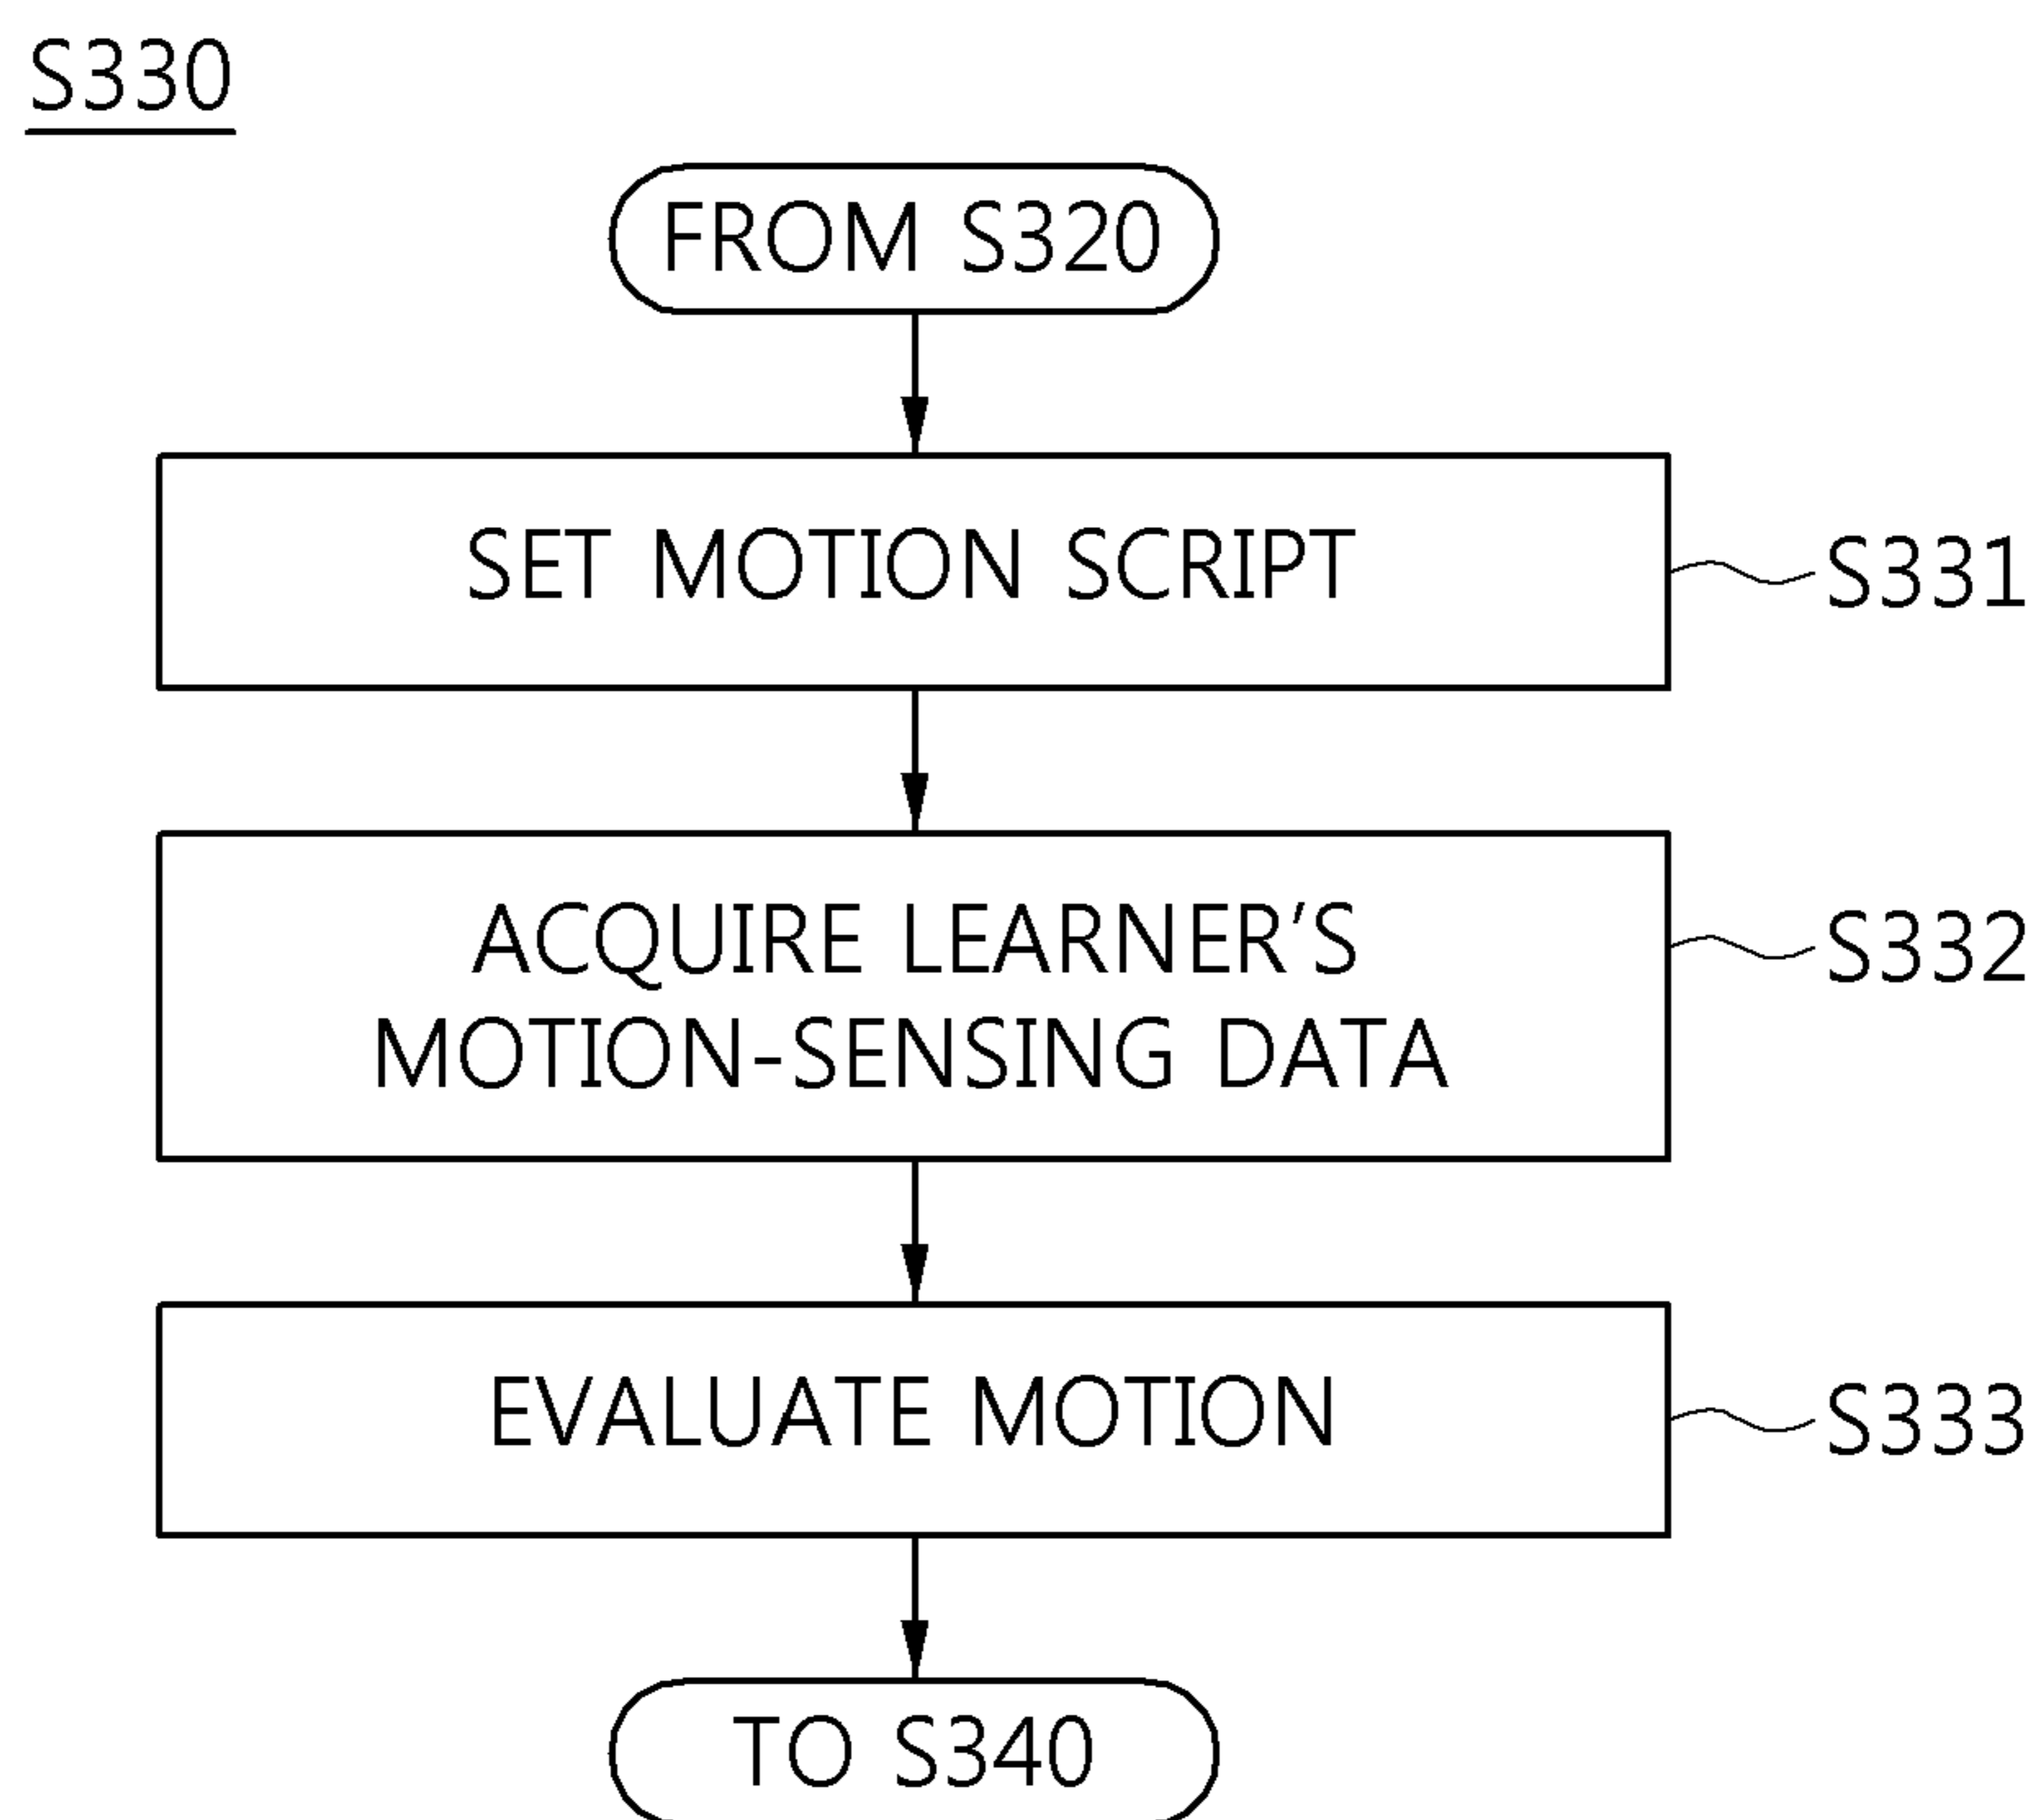 S330
FROM S320
SET MOTION SCRIPT
S331
ACQUIRE LEARNER'S
MOTION-SENSING DATA
S332
EVALUATE MOTION
S333
TO S340